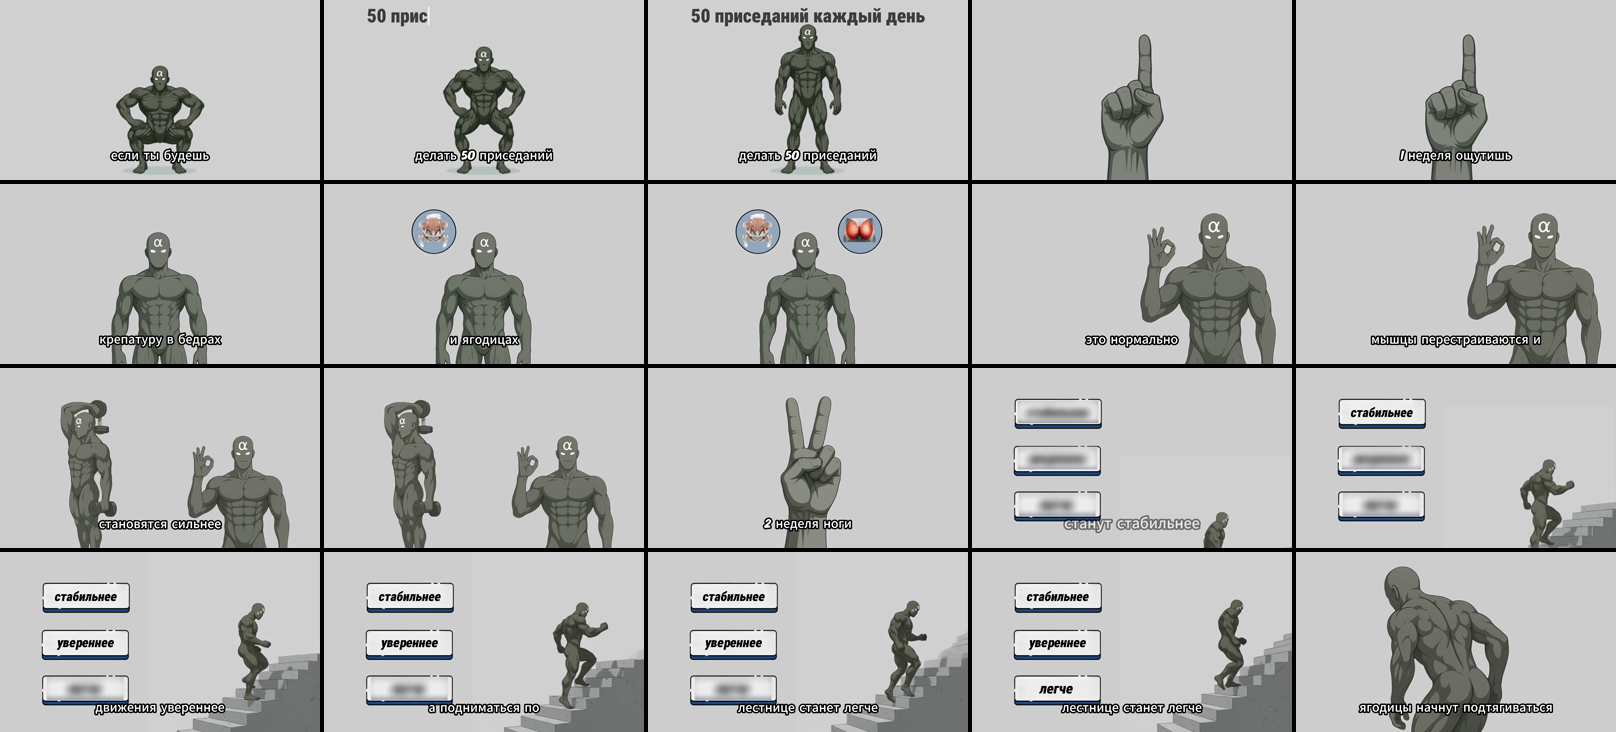 если ты будешь
50 прис
α
делать 50 приседаний
50 приседаний каждый день
α
делать 50 приседаний
1 неделя ощутишь
α
крепатуру в бедрах
α
и ягодицах
α
α
это нормально
α
мышцы перестраиваются и
α
α
становятся сильнее
α
α
2 неделя ноги
станут стабильнее
стабильнее
стабильнее
увереннее
движения увереннее
стабильнее
увереннее
а подниматься по
стабильнее
увереннее
лестнице станет легче
стабильнее
увереннее
легче
лестнице станет легче
ягодицы начнут подтягиваться